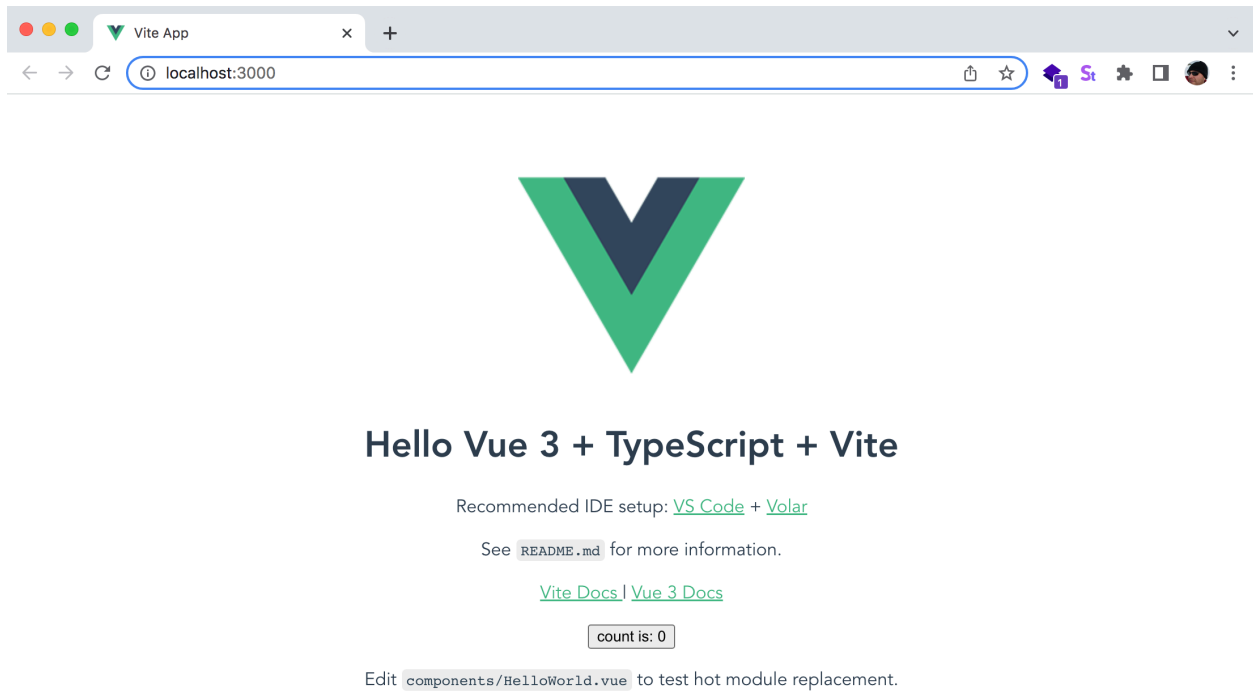 Vite App
localhost:3000
St
1
Hello Vue 3 + TypeScript + Vite
Recommended IDE setup: VS Code + Volar
See README.md for more information.
Vite Docs | Vue 3 Docs
count is: 0
Edit components/HelloWorld.vue to test hot module replacement.